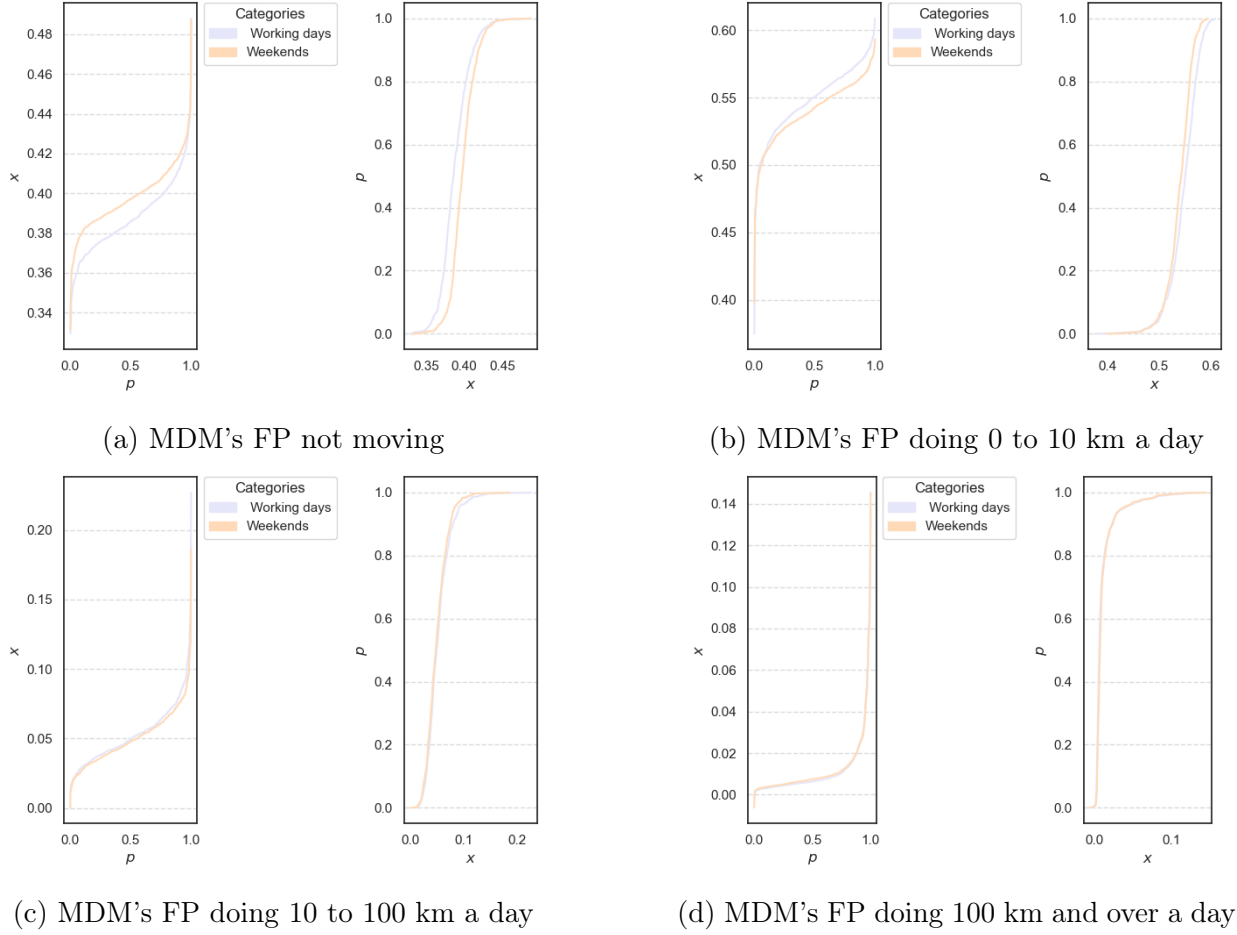 Categories
Working days
Weekends
0.48
0.46
0.44
0.42
0.40
0.38
0.36
0.34
x
0.0 0.5 1.0
p
1.0
0.8
0.6
0.4
0.2
0.0
p
0.35 0.40 0.45
x
(a) MDM's FP not moving
Categories
Working days
Weekends
0.60
0.55
0.50
0.45
0.40
x
0.0 1.0
p
1.0
0.8
0.6
0.4
0.2
0.0
p
0.4 0.5 0.6
x
(b) MDM's FP doing 0 to 10 km a day
Categories
Working days
Weekends
0.20
0.15
0.10
0.05
0.00
x
0.0 0.5 1.0
p
1.0
0.8
0.6
0.4
0.2
0.0
p
0.0 0.1 0.2
x
(c) MDM's FP doing 10 to 100 km a day
Categories
Working days
Weekends
0.14
0.12
0.10
0.08
0.06
0.04
0.02
0.00
x
0.0 0.5 1.0
p
1.0
0.8
0.6
0.4
0.2
0.0
p
0.0 0.1
x
(d) MDM's FP doing 100 km and over a day